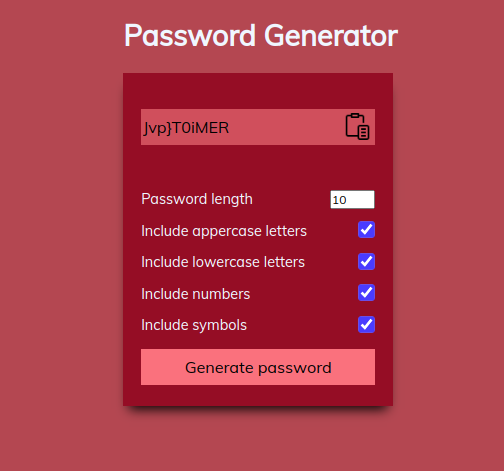 Password Generator
Jvp}T0iMER
Password length
10
Include appercase letters
Include lowercase letters
Include numbers
Include symbols
Generate password